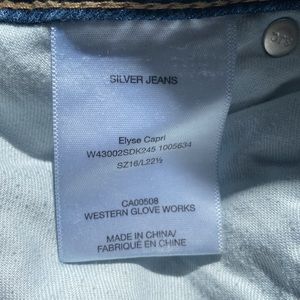 SILVER JEANS
Elyse Capri
W43002SDK245 1005634
SZ16/L22½
CA00508
WESTERN GLOVE WORKS
MADE IN CHINA/
FABRIQUÉ EN CHINE